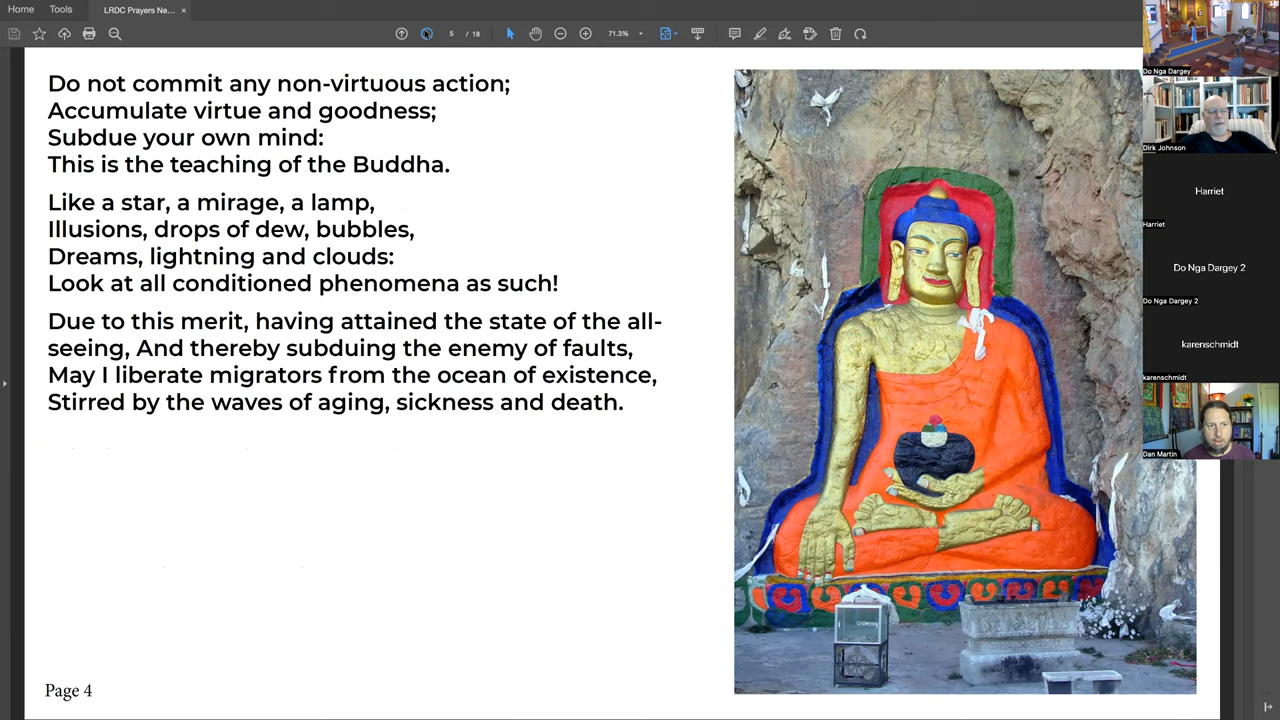 Home Tools LRDC Prayers Ne... ×
5 / 18 71.3%
Do Nga Dargey
Dirk Johnson
Harriet
Harriet
Do Nga Dargey 2
Do Nga Dargey 2
karenschmidt
karenschmidt
Dan Martin
Do not commit any non-virtuous action;
Accumulate virtue and goodness;
Subdue your own mind:
This is the teaching of the Buddha.
Like a star, a mirage, a lamp,
Illusions, drops of dew, bubbles,
Dreams, lightning and clouds:
Look at all conditioned phenomena as such!
Due to this merit, having attained the state of the all-
seeing, And thereby subduing the enemy of faults,
May I liberate migrators from the ocean of existence,
Stirred by the waves of aging, sickness and death.
Page 4